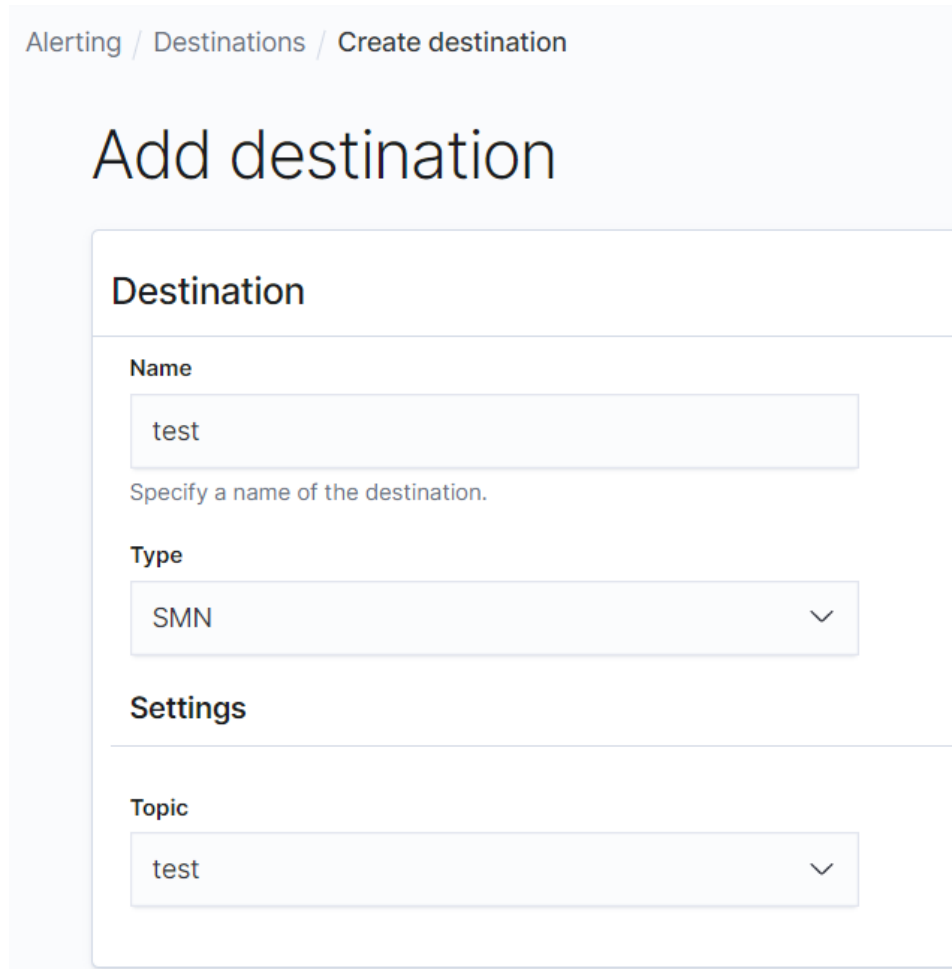 Alerting / Destinations / Create destination
Add destination
Destination
Name
test
Specify a name of the destination.
Type
SMN
Settings
Topic
test